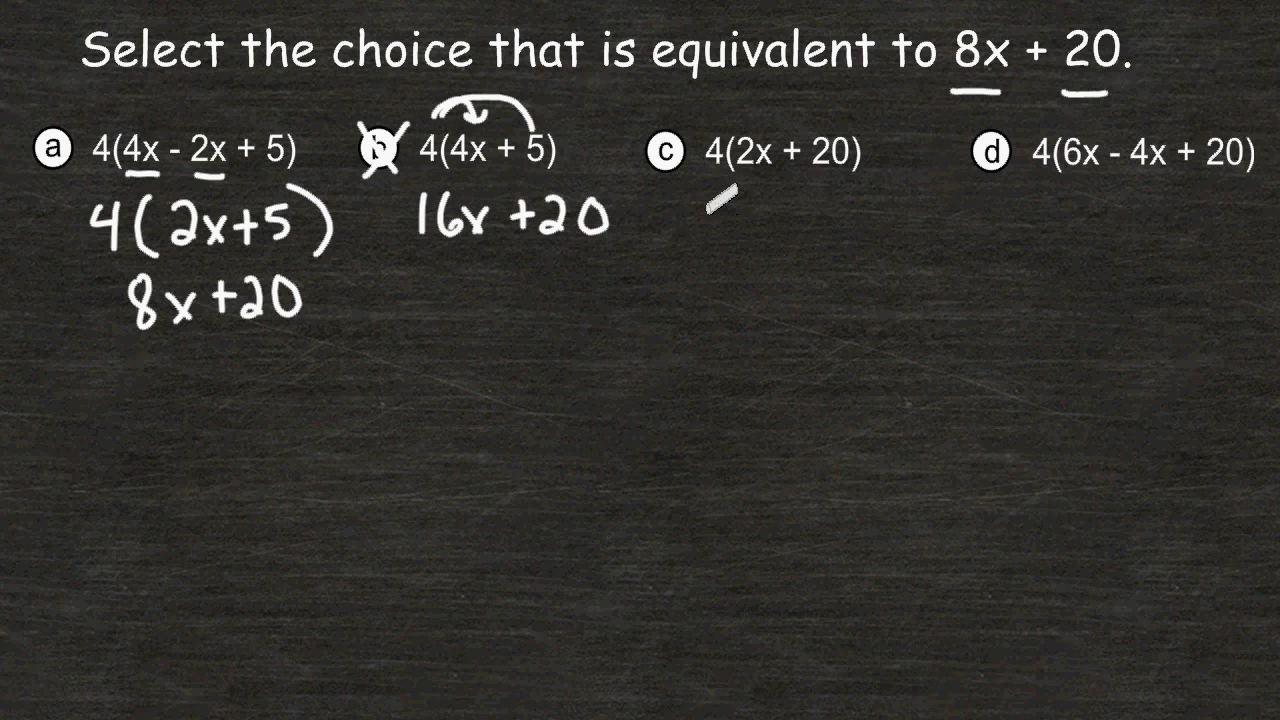 Select the choice that is equivalent to 8x + 20.
a 4(4x - 2x + 5) b 4(4x + 5) c 4(2x + 20) d 4(6x - 4x + 20)
4(2x+5) 16x +20
8x +20